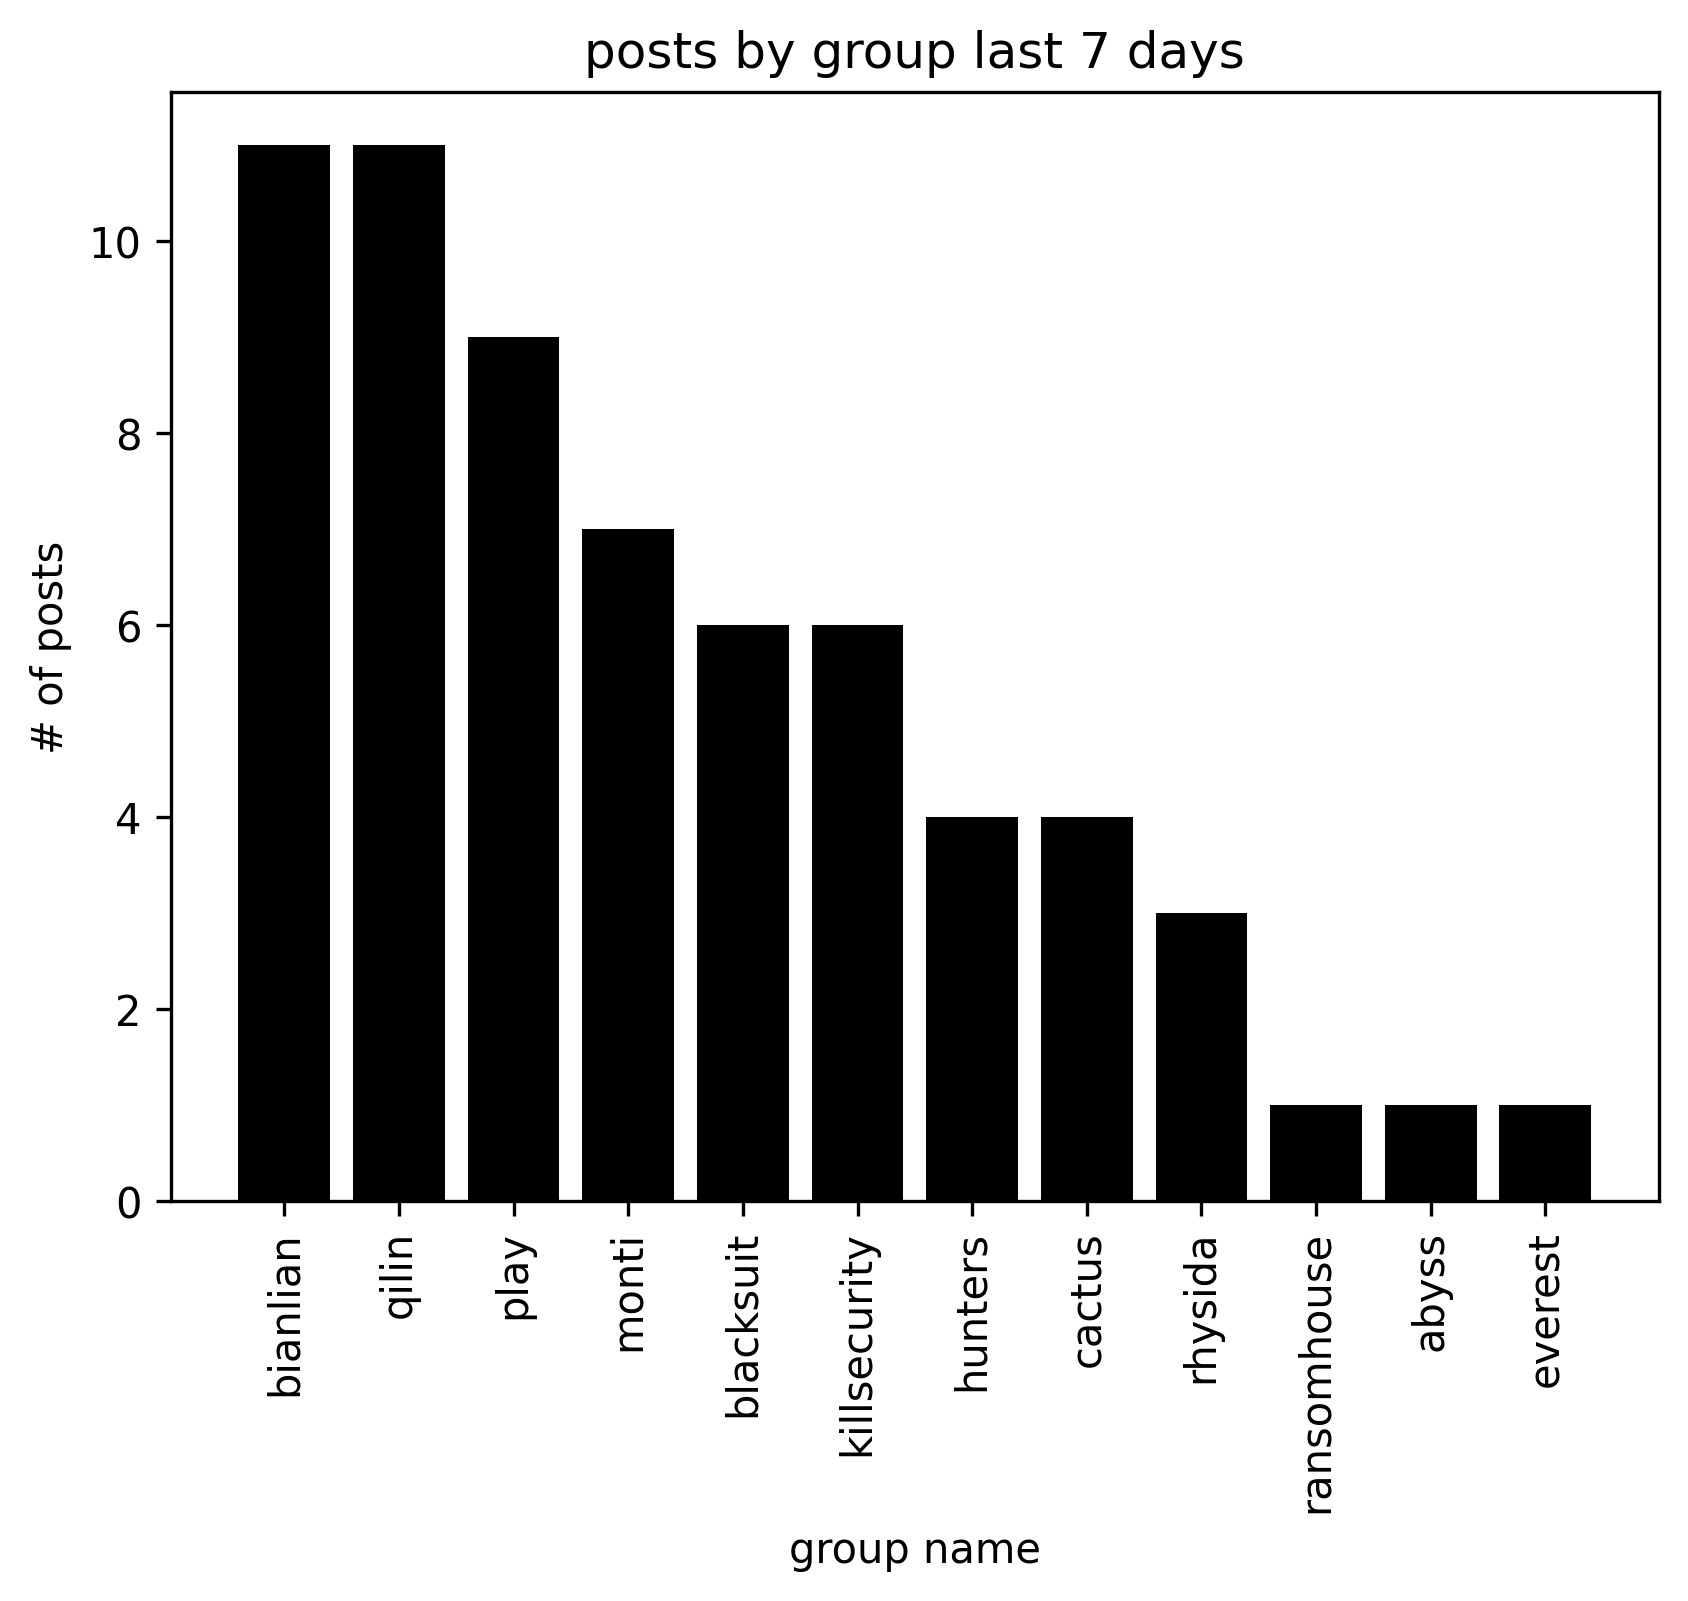 posts by group last 7 days
# of posts
10
8
6
4
2
0
bianlian
qilin
play
monti
blacksuit
killsecurity
hunters
cactus
rhysida
ransomhouse
abyss
everest
group name